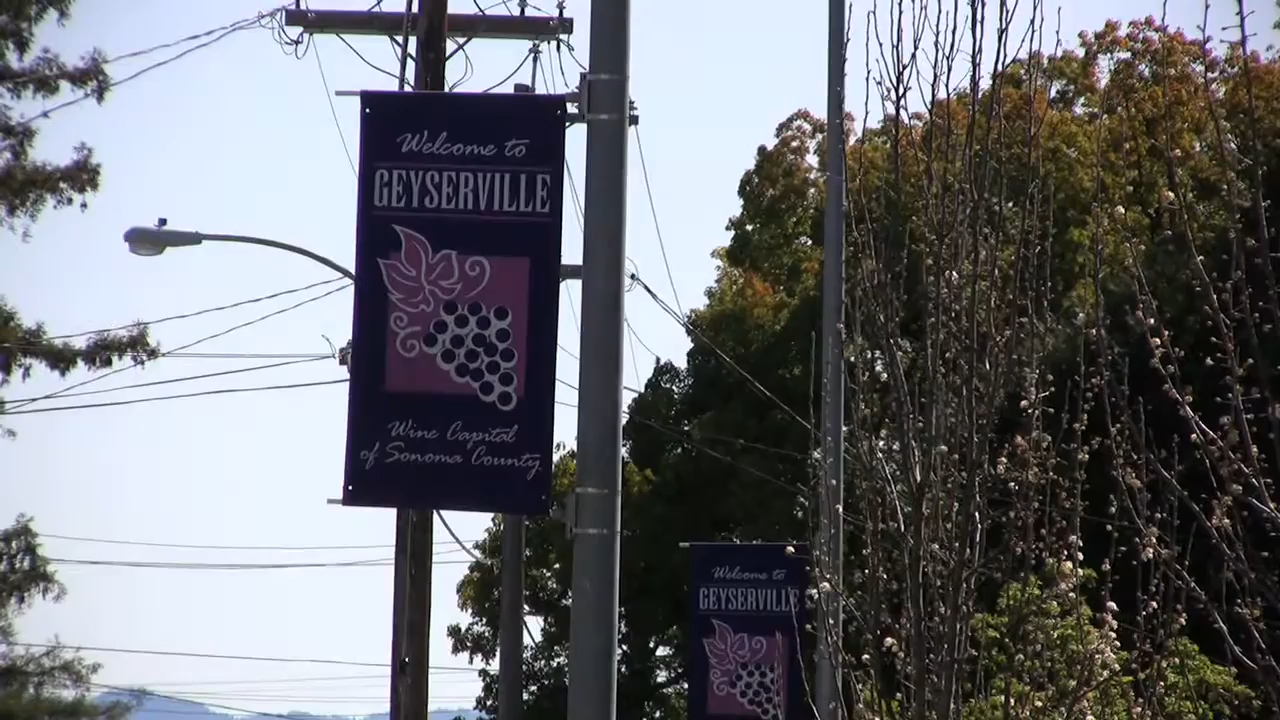 Welcome to
GEYSERVILLE
Wine Capital
of Sonoma County
Welcome to
GEYSERVILLE